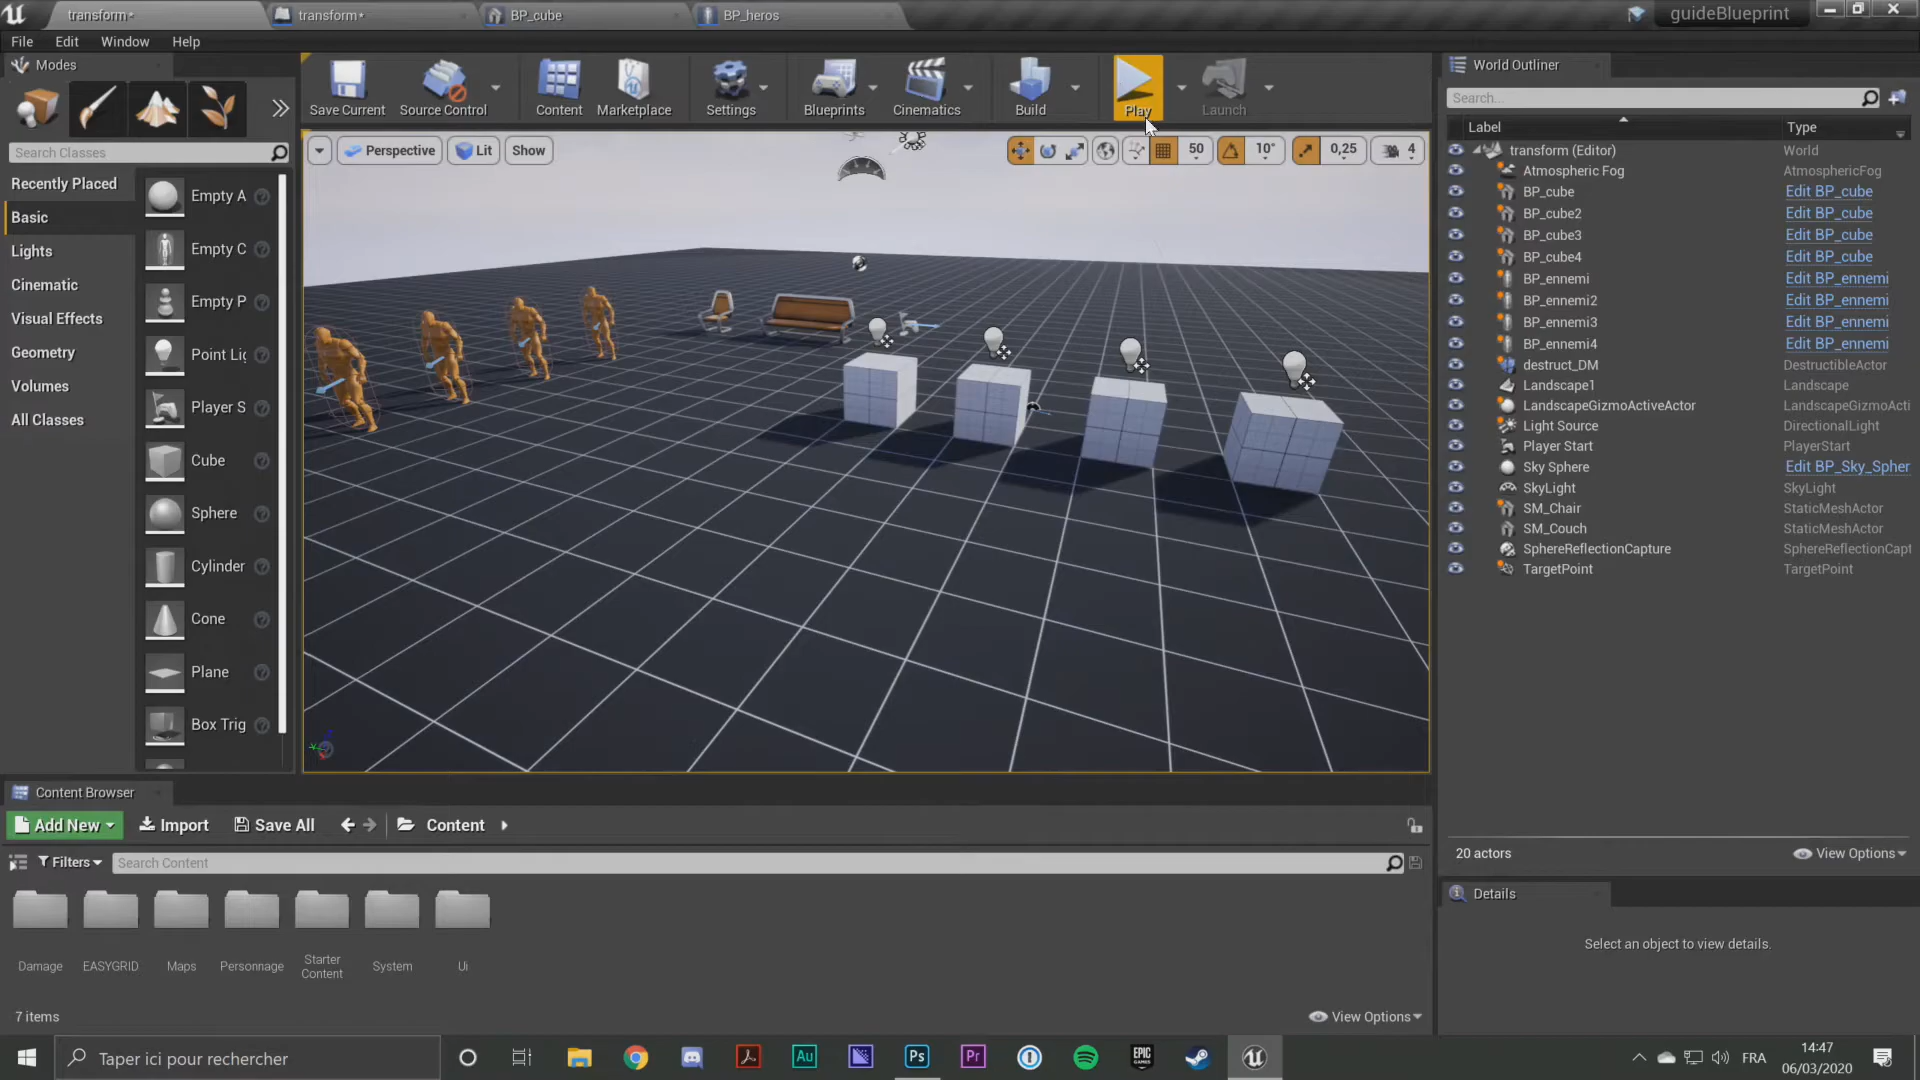 transform*
transform*
BP_cube
BP_heros
guideBlueprint
File
Edit
Window
Help
Modes
Search Classes
Recently Placed
Basic
Lights
Cinematic
Visual Effects
Geometry
Volumes
All Classes
Empty A
Empty C
Empty P
Point Lig
Player S
Cube
Sphere
Cylinder
Cone
Plane
Box Trig
Save Current
Source Control
Content
Marketplace
Settings
Blueprints
Cinematics
Build
Play
Launch
Perspective
Lit
Show
50
10°
0,25
4
World Outliner
Search...
Label
Type
transform (Editor)
World
Atmospheric Fog
AtmosphericFog
BP_cube
Edit BP_cube
BP_cube2
Edit BP_cube
BP_cube3
Edit BP_cube
BP_cube4
Edit BP_cube
BP_ennemi
Edit BP_ennemi
BP_ennemi2
Edit BP_ennemi
BP_ennemi3
Edit BP_ennemi
BP_ennemi4
Edit BP_ennemi
destruct_DM
DestructibleActor
Landscape1
Landscape
LandscapeGizmoActiveActor
LandscapeGizmoActi
Light Source
DirectionalLight
Player Start
PlayerStart
Sky Sphere
Edit BP_Sky_Spher
SkyLight
SkyLight
SM_Chair
StaticMeshActor
SM_Couch
StaticMeshActor
SphereReflectionCapture
SphereReflectionCapt
TargetPoint
TargetPoint
20 actors
View Options
Details
Select an object to view details.
Content Browser
Add New
Import
Save All
Content
Filters
Search Content
Damage
EASYGRID
Maps
Personnage
Starter
Content
System
Ui
7 items
View Options
Taper ici pour rechercher
Au
Ps
Pr
EPIC
GAMES
FRA
14:47
06/03/2020